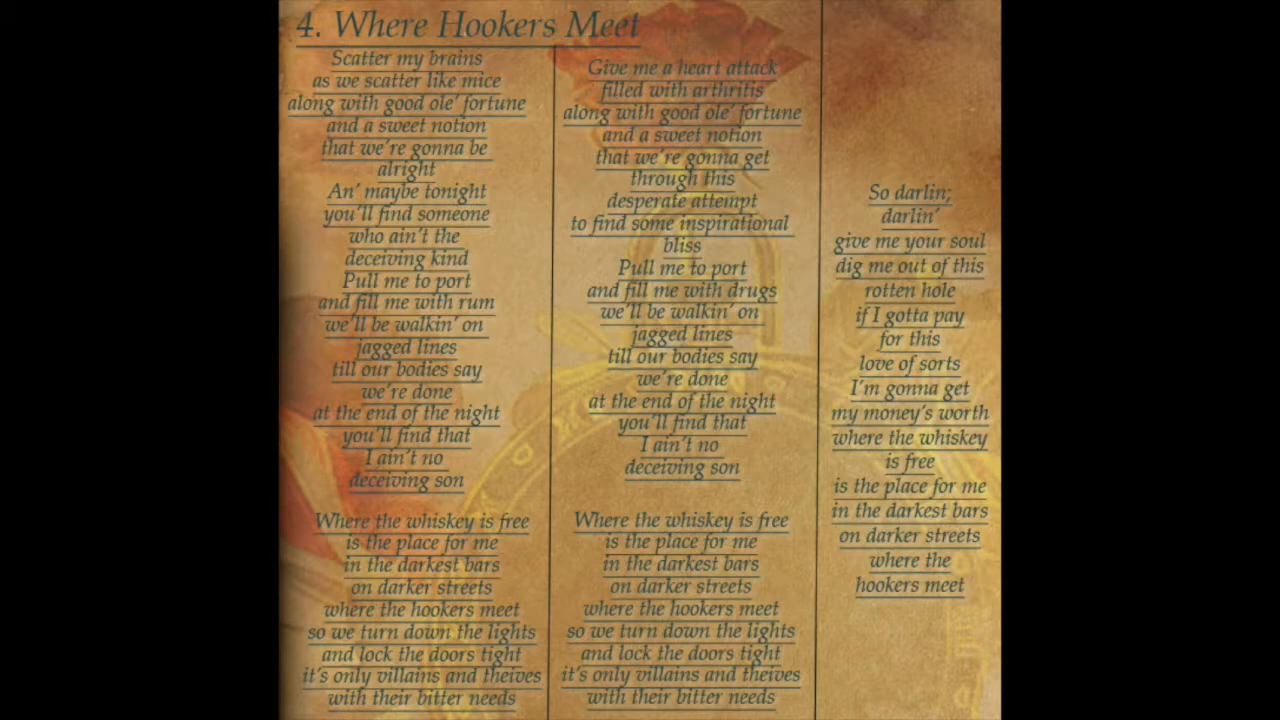 4. Where Hookers Meet
Scatter my brains
as we scatter like mice
along with good ole' fortune
and a sweet notion
that we're gonna be
alright
An' maybe tonight
you'll find someone
who ain't the
deceiving kind
Pull me to port
and fill me with rum
we'll be walkin' on
jagged lines
till our bodies say
we're done
at the end of the night
you'll find that
I ain't no
deceiving son
Where the whiskey is free
is the place for me
in the darkest bars
on darker streets
where the hookers meet
so we turn down the lights
and lock the doors tight
it's only villains and theives
with their bitter needs
Give me a heart attack
filled with arthritis
along with good ole' fortune
and a sweet notion
that we're gonna get
through this
desperate attempt
to find some inspirational
bliss
Pull me to port
and fill me with drugs
we'll be walkin' on
jagged lines
till our bodies say
we're done
at the end of the night
you'll find that
I ain't no
deceiving son
Where the whiskey is free
is the place for me
in the darkest bars
on darker streets
where the hookers meet
so we turn down the lights
and lock the doors tight
it's only villains and theives
with their bitter needs
So darlin;
darlin'
give me your soul
dig me out of this
rotten hole
if I gotta pay
for this
love of sorts
I'm gonna get
my money's worth
where the whiskey
is free
is the place for me
in the darkest bars
on darker streets
where the
hookers meet